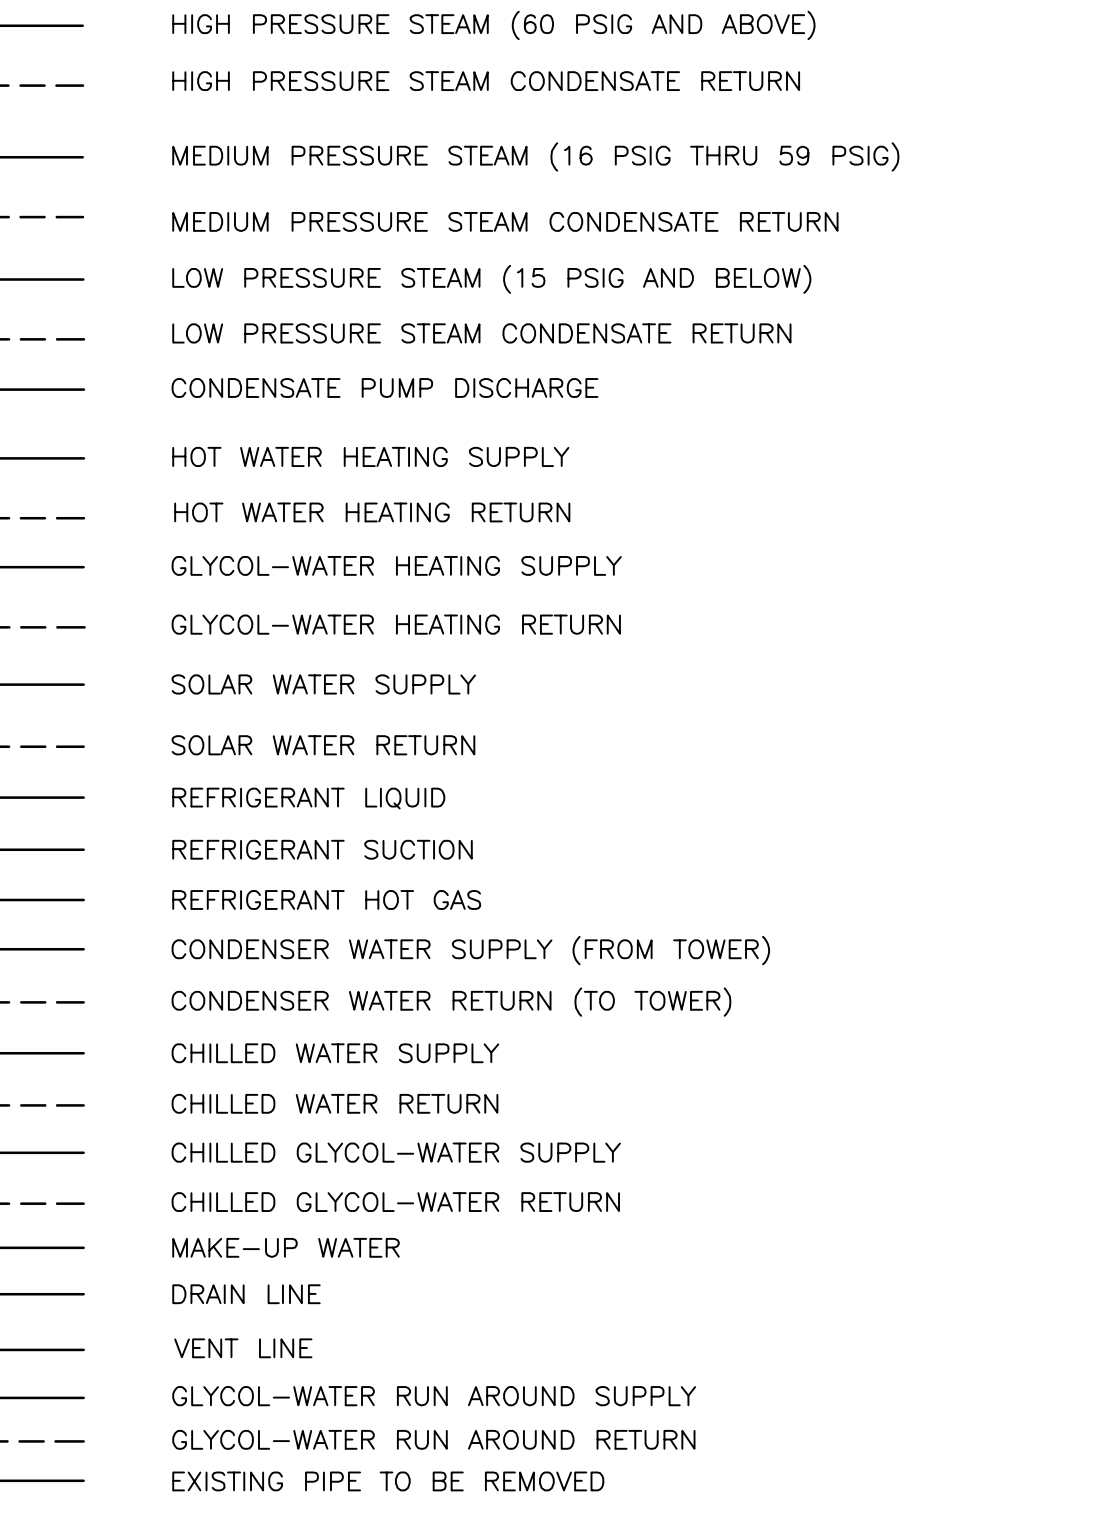 HIGH PRESSURE STEAM (60 PSIG AND ABOVE)
HIGH PRESSURE STEAM CONDENSATE RETURN
MEDIUM PRESSURE STEAM (16 PSIG THRU 59 PSIG)
MEDIUM PRESSURE STEAM CONDENSATE RETURN
LOW PRESSURE STEAM (15 PSIG AND BELOW)
LOW PRESSURE STEAM CONDENSATE RETURN
CONDENSATE PUMP DISCHARGE
HOT WATER HEATING SUPPLY
HOT WATER HEATING RETURN
GLYCOL-WATER HEATING SUPPLY
GLYCOL-WATER HEATING RETURN
SOLAR WATER SUPPLY
SOLAR WATER RETURN
REFRIGERANT LIQUID
REFRIGERANT SUCTION
REFRIGERANT HOT GAS
CONDENSER WATER SUPPLY (FROM TOWER)
CONDENSER WATER RETURN (TO TOWER)
CHILLED WATER SUPPLY
CHILLED WATER RETURN
CHILLED GLYCOL-WATER SUPPLY
CHILLED GLYCOL-WATER RETURN
MAKE-UP WATER
DRAIN LINE
VENT LINE
GLYCOL-WATER RUN AROUND SUPPLY
GLYCOL-WATER RUN AROUND RETURN
EXISTING PIPE TO BE REMOVED